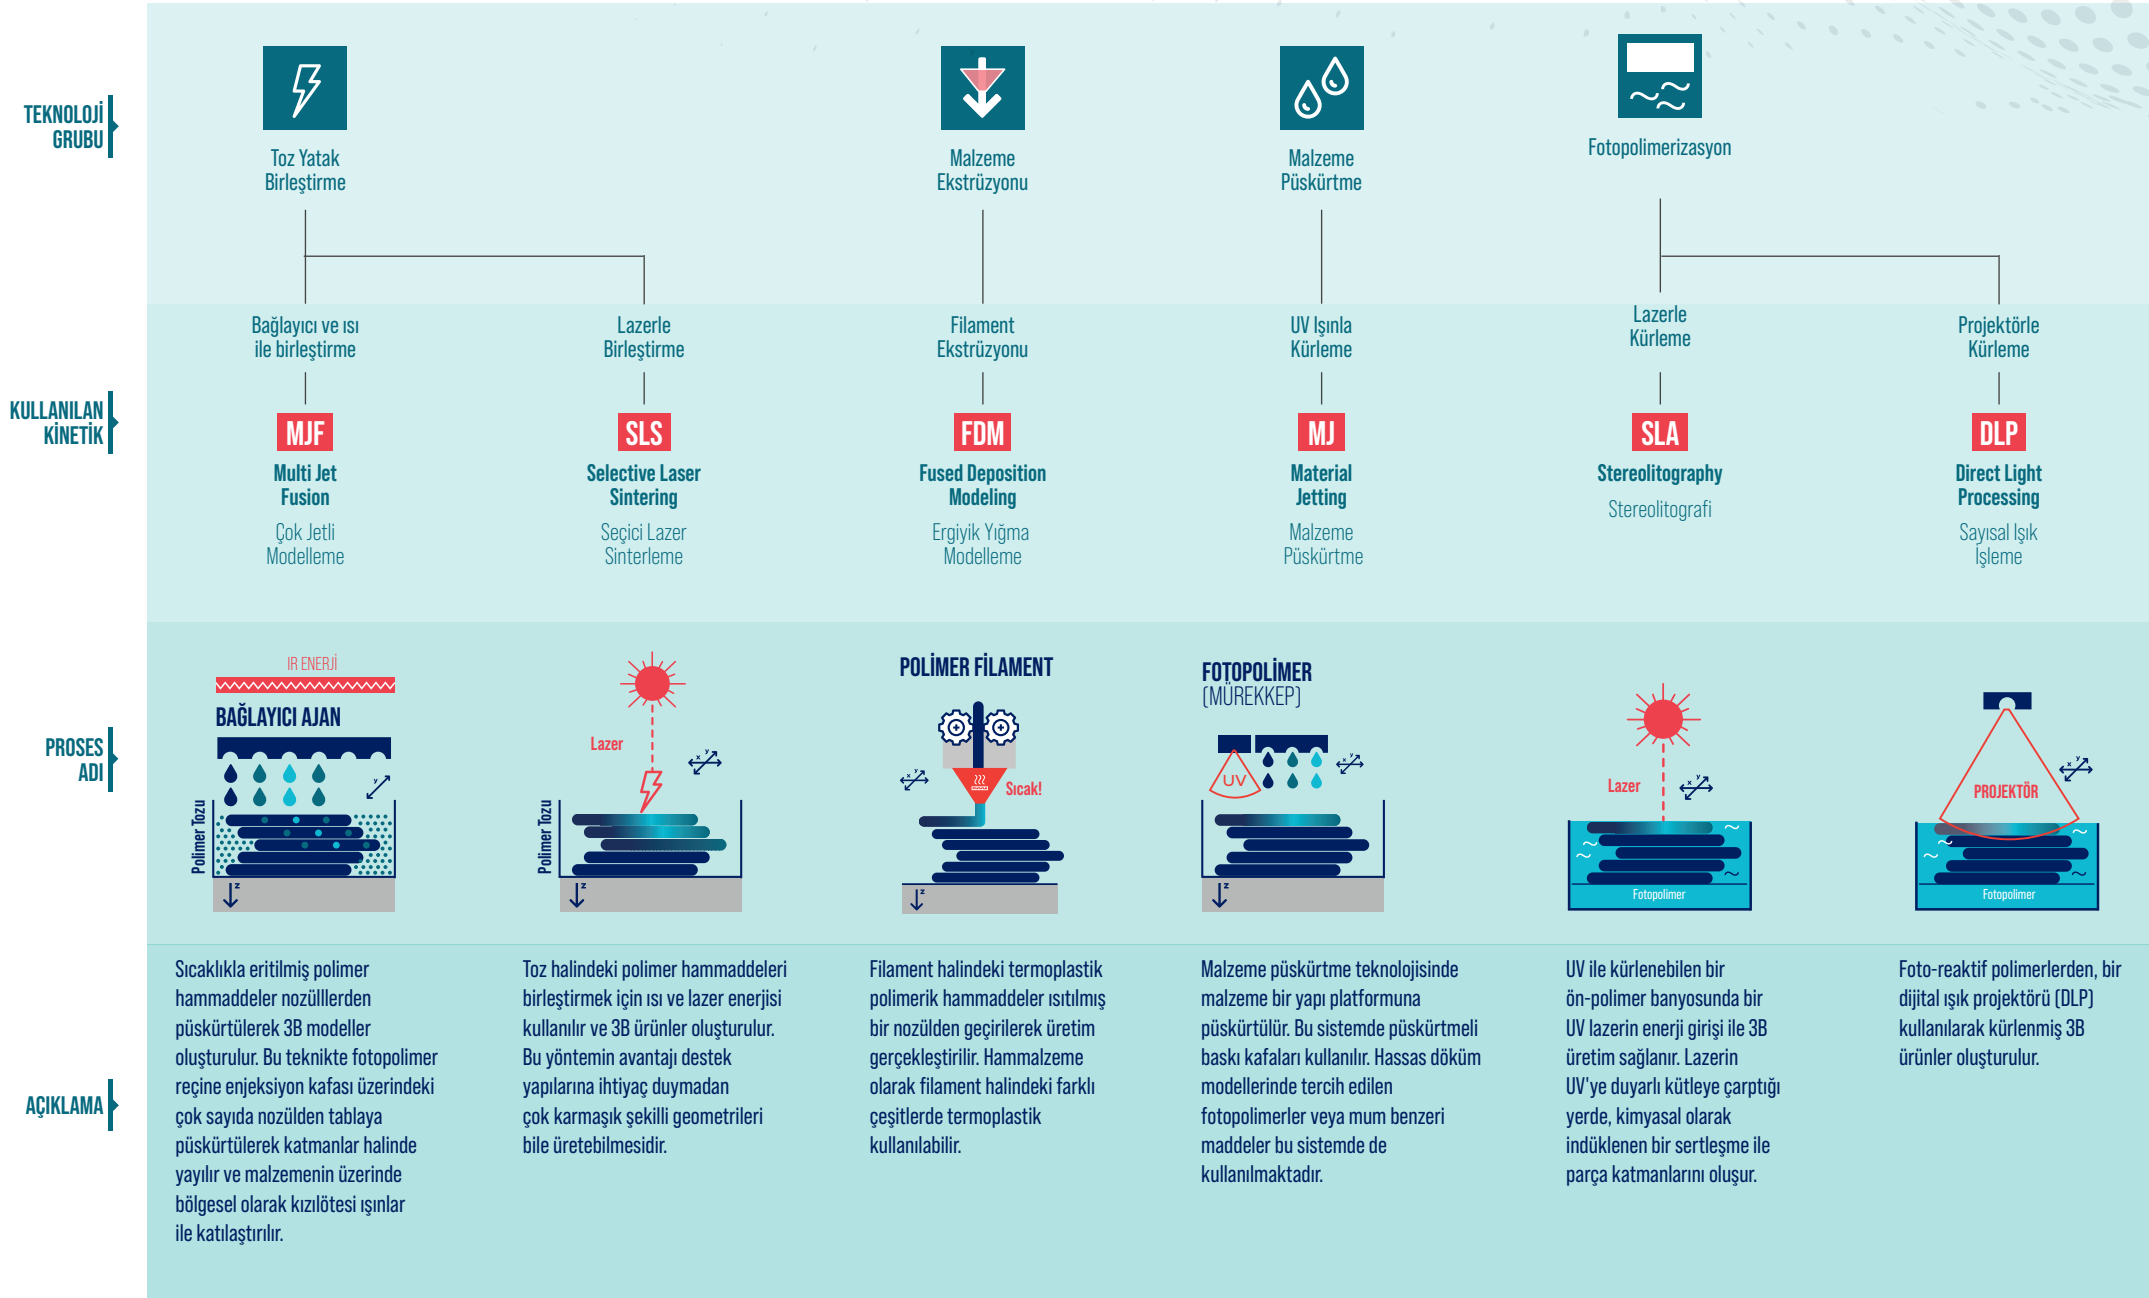 TEKNOLOJİ
GRUBU
Toz Yatak
Birleştirme
Malzeme
Ekstrüzyonu
Malzeme
Püskürtme
Fotopolimerizasyon
KULLANILAN
KİNETİK
Bağlayıcı ve ısı
ile birleştirme
MJF
Multi Jet
Fusion
Çok Jetli
Modelleme
Lazerle
Birleştirme
SLS
Selective Laser
Sintering
Seçici Lazer
Sinterleme
Filament
Ekstrüzyonu
FDM
Fused Deposition
Modeling
Ergiyik Yığma
Modelleme
UV Işınla
Kürleme
MJ
Material
Jetting
Malzeme
Püskürtme
Lazerle
Kürleme
SLA
Stereolitography
Stereolitografi
Projektörle
Kürleme
DLP
Direct Light
Processing
Sayısal Işık
İşleme
PROSES
ADI
IR ENERJİ
BAĞLAYICI AJAN
y
Polimer Tozu
z
Lazer
x y
Polimer Tozu
z
POLİMER FİLAMENT
x y
Sıcak!
z
FOTOPOLİMER
(MÜREKKEP)
UV
x y
z
Lazer
x y
Fotopolimer
PROJEKTÖR
x y
Fotopolimer
AÇIKLAMA
Sıcaklıkla eritilmiş polimer
hammaddeler nozülllerden
püskürtülerek 3B modeller
oluşturulur. Bu teknikte fotopolimer
reçine enjeksiyon kafası üzerindeki
çok sayıda nozülden tablaya
püskürtülerek katmanlar halinde
yayılır ve malzemenin üzerinde
bölgesel olarak kızılötesi ışınlar
ile katılaştırılır.
Toz halindeki polimer hammaddeleri
birleştirmek için ısı ve lazer enerjisi
kullanılır ve 3B ürünler oluşturulur.
Bu yöntemin avantajı destek
yapılarına ihtiyaç duymadan
çok karmaşık şekilli geometrileri
bile üretebilmesidir.
Filament halindeki termoplastik
polimerik hammaddeler ısıtılmış
bir nozülden geçirilerek üretim
gerçekleştirilir. Hammalzeme
olarak filament halindeki farklı
çeşitlerde termoplastik
kullanılabilir.
Malzeme püskürtme teknolojisinde
malzeme bir yapı platformuna
püskürtülür. Bu sistemde püskürtmeli
baskı kafaları kullanılır. Hassas döküm
modellerinde tercih edilen
fotopolimerler veya mum benzeri
maddeler bu sistemde de
kullanılmaktadır.
UV ile kürlenebilen bir
ön-polimer banyosunda bir
UV lazerin enerji girişi ile 3B
üretim sağlanır. Lazerin
UV'ye duyarlı kütleye çarptığı
yerde, kimyasal olarak
indüklenen bir sertleşme ile
parça katmanlarını oluşur.
Foto-reaktif polimerlerden, bir
dijital ışık projektörü (DLP)
kullanılarak kürlenmiş 3B
ürünler oluşturulur.